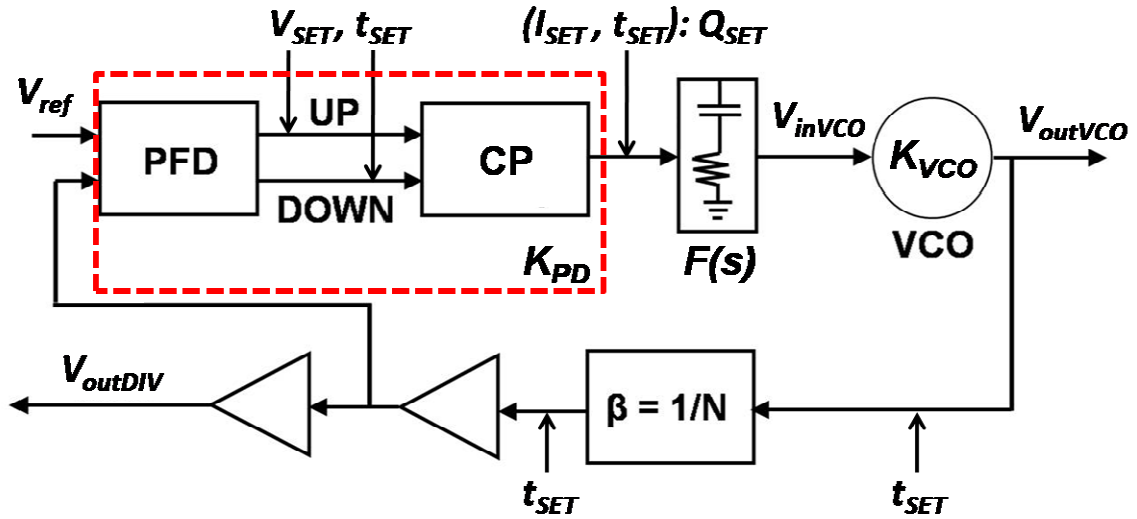 V_SET, t_SET
(I_SET , t_SET): Q_SET
V_ref
UP
PFD
CP
DOWN
K_PD
F(s)
V_inVCO
K_VCO
VCO
V_outVCO
V_outDIV
β = 1/N
t_SET
t_SET